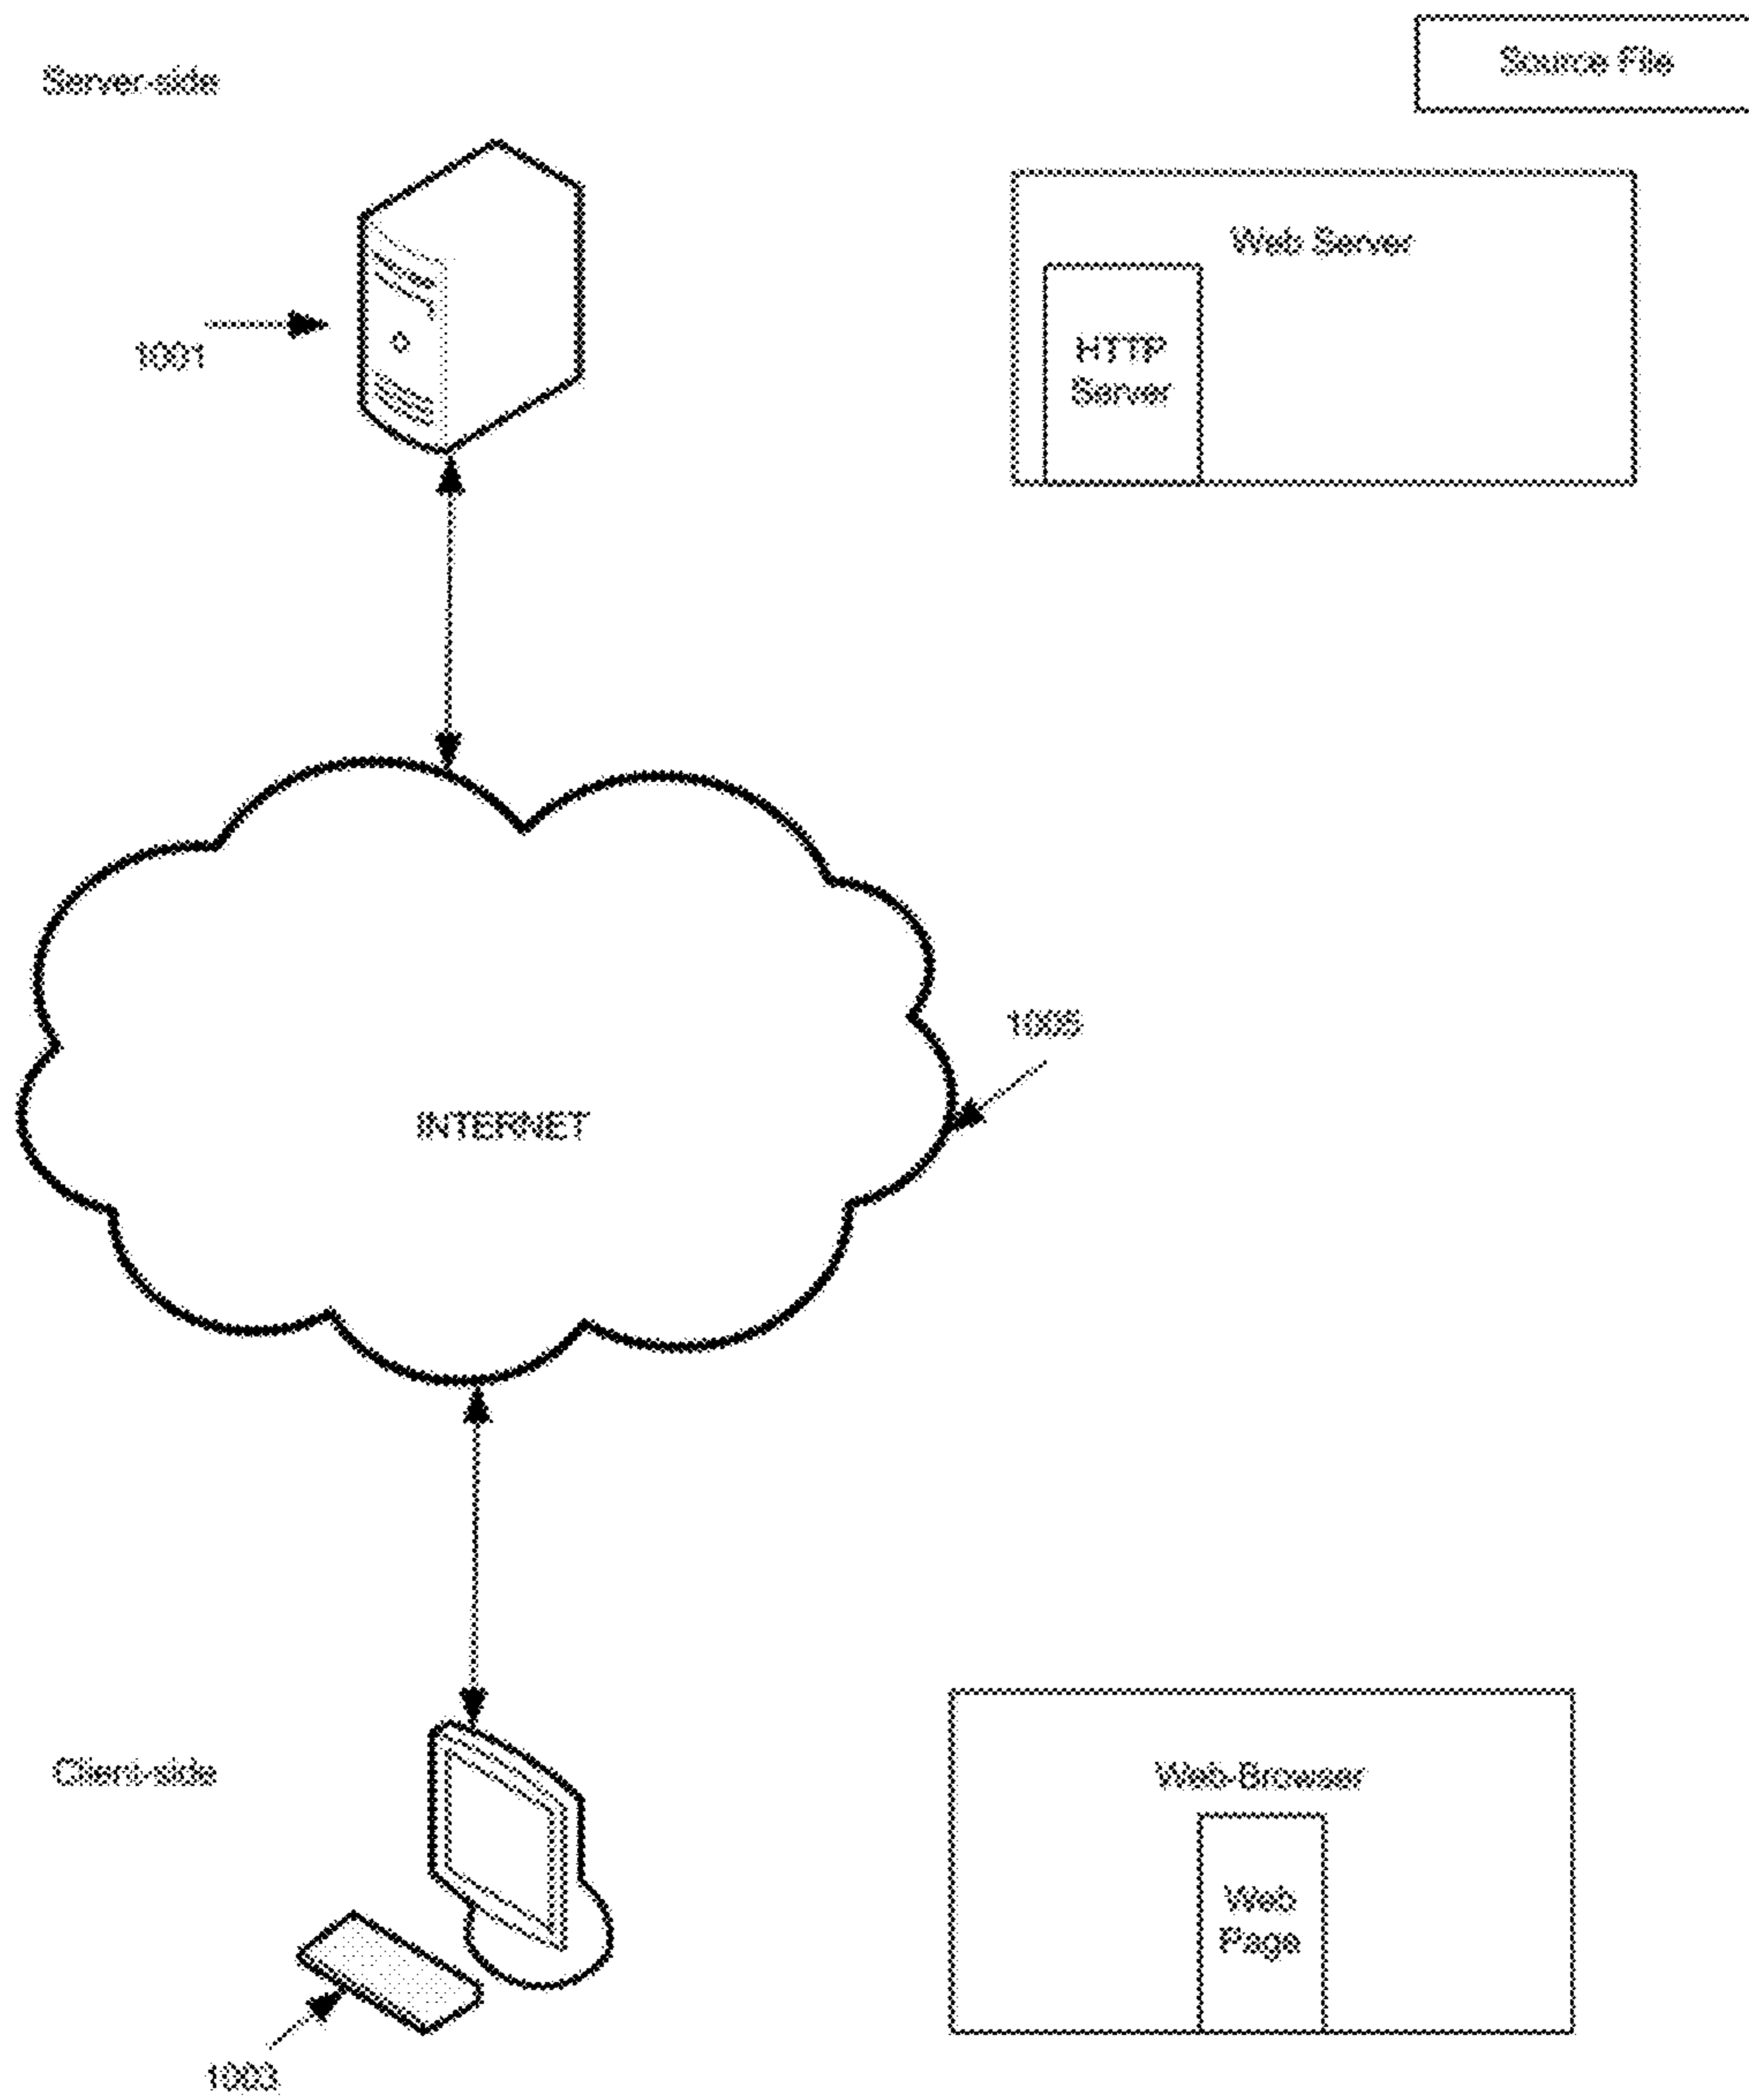 Server-side
Source File
Web Server
HTTP
Server
1001
1005
INTERNET
Client-side
Web-Browser
Web
Page
1003